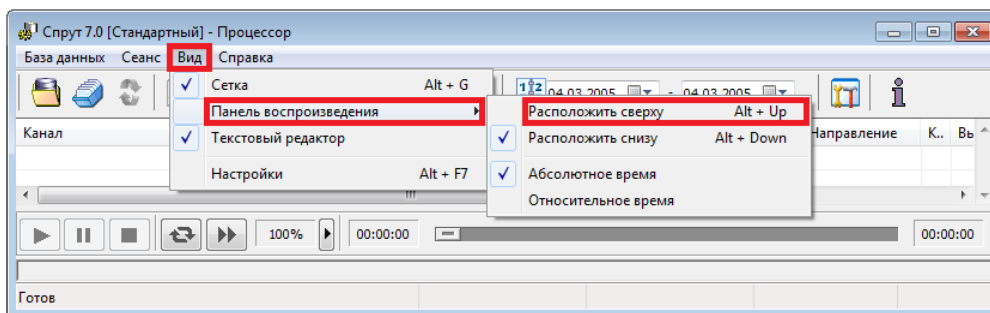 Спрут 7.0 [Стандартный] - Процессор
База данных Сеанс Вид Справка
Сетка Alt + G
04.03.2005 - 04.03.2005
Панель воспроизведения
Расположить сверху Alt + Up
Канал
Текстовый редактор
Расположить снизу Alt + Down
Направление К.. Вь
Настройки Alt + F7
Абсолютное время
Относительное время
100% 00:00:00 00:00:00
Готов